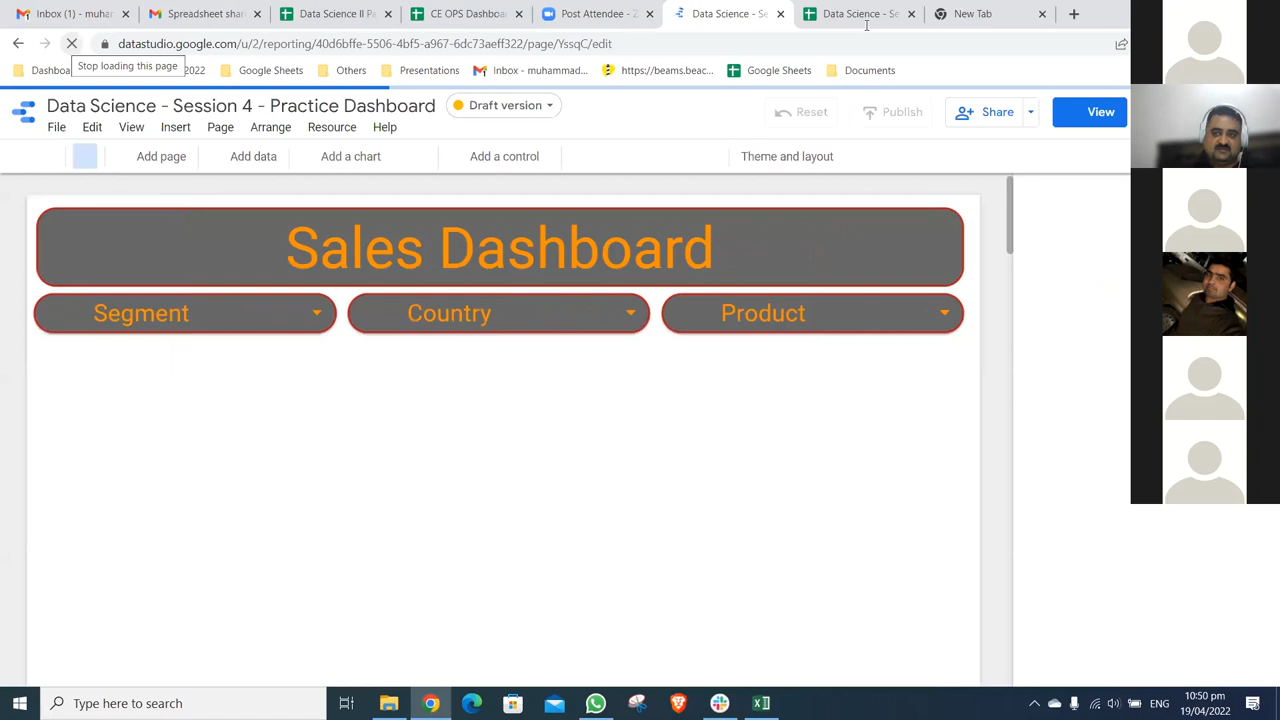 Inbox (1) - muha
Spreadsheet shar
Data Science II Pa
CE OPS Dashboa
Post Attendee - Z
Data Science - Se
Data Science - Se
New Tab
datastudio.google.com/u/2/reporting/40d6bffe-5506-4bf5-a967-6dc73aeff322/page/YssqC/edit
Stop loading this page
Dashboa
2022
Google Sheets
Others
Presentations
Inbox - muhammad...
https://beams.beac...
Google Sheets
Documents
Data Science - Session 4 - Practice Dashboard
Draft version
Reset
Publish
Share
View
File Edit View Insert Page Arrange Resource Help
Add page Add data Add a chart Add a control Theme and layout
Sales Dashboard
Segment Country Product
Type here to search
ENG
10:50 pm
19/04/2022